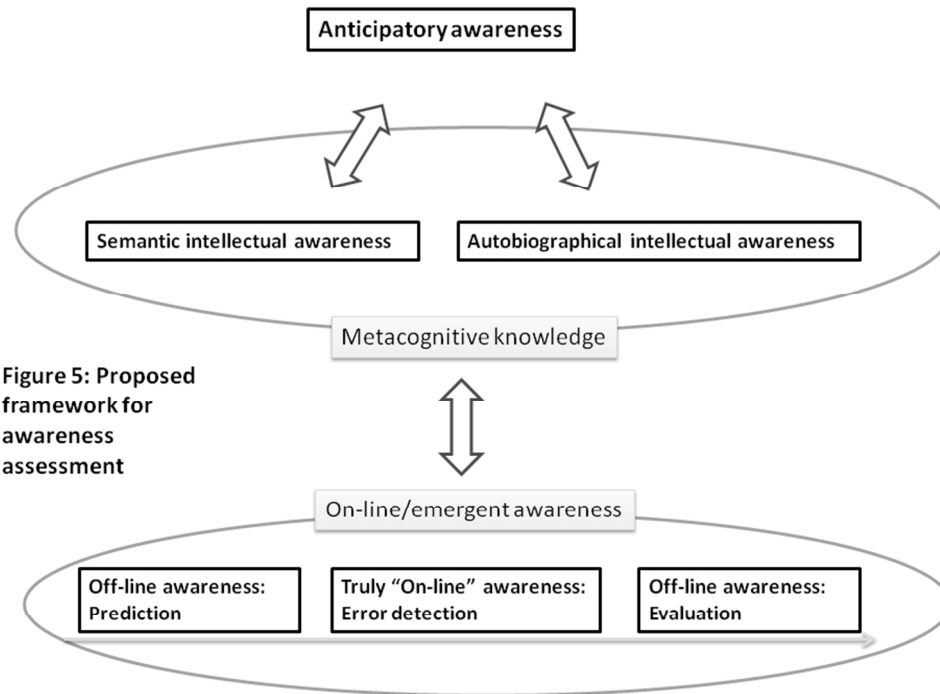 Anticipatory awareness
Semantic intellectual awareness
Autobiographical intellectual awareness
Metacognitive knowledge
Figure 5: Proposed
framework for
awareness
assessment
On-line/emergent awareness
Off-line awareness:
Prediction
Truly “On-line” awareness:
Error detection
Off-line awareness:
Evaluation